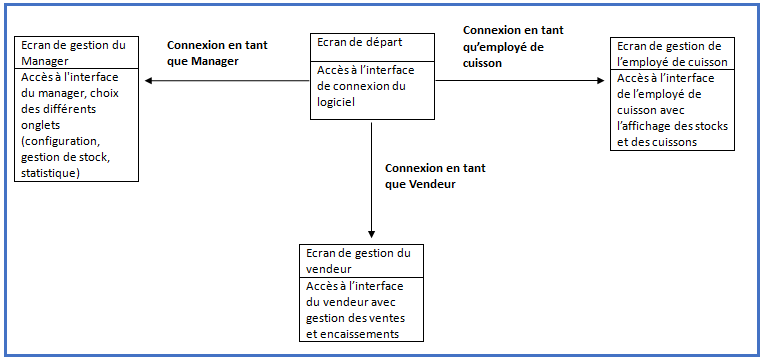 Ecran de gestion du
Manager
Accès à l'interface
du manager, choix
des différents
onglets
(configuration,
gestion de stock,
statistique)
Connexion en tant
que Manager
Ecran de départ
Accès à l'interface
de connexion du
logiciel
Connexion en tant
qu'employé de
cuisson
Ecran de gestion de
l'employé de cuisson
Accès à l'interface
de l'employé de
cuisson avec
l'affichage des stocks
et des cuissons
Connexion en tant
que Vendeur
Ecran de gestion du
vendeur
Accès à l'interface
du vendeur avec
gestion des ventes
et encaissements